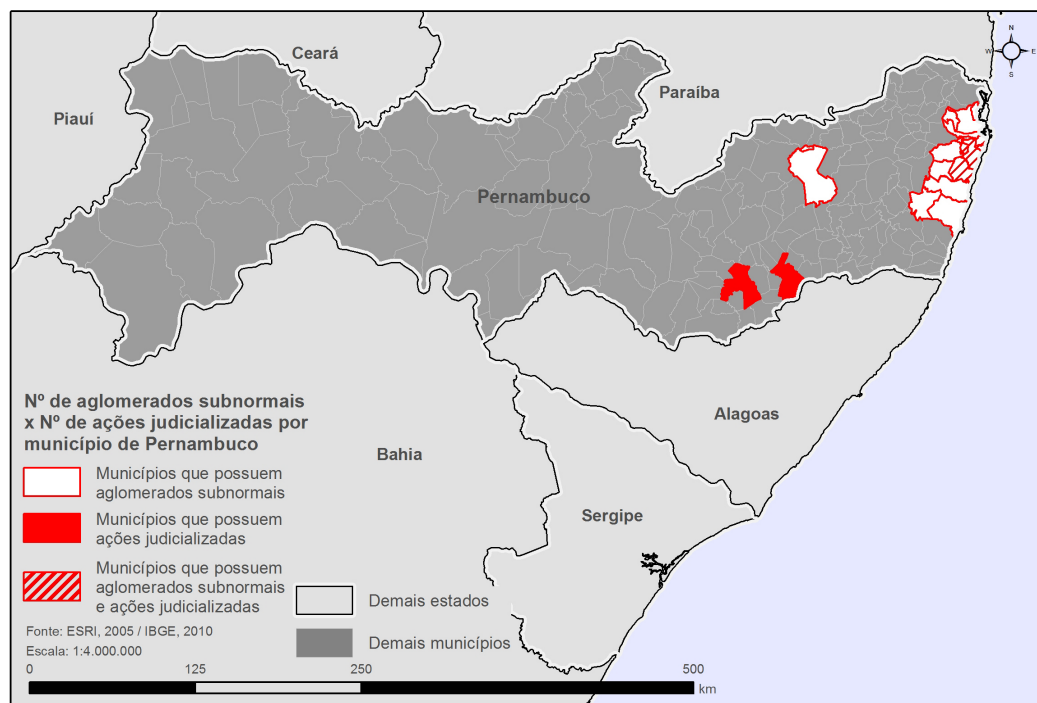 Ceará
N
W
E
S
Piauí
Paraíba
Pernambuco
Nº de aglomerados subnormais
x Nº de ações judicializadas por
município de Pernambuco
Alagoas
Bahia
Sergipe
Municípios que possuem
aglomerados subnormais
Municípios que possuem
ações judicializadas
Municípios que possuem
aglomerados subnormais
e ações judicializadas
Demais estados
Demais municípios
Fonte: ESRI, 2005 / IBGE, 2010
Escala: 1:4.000.000
0
125
250
500
km